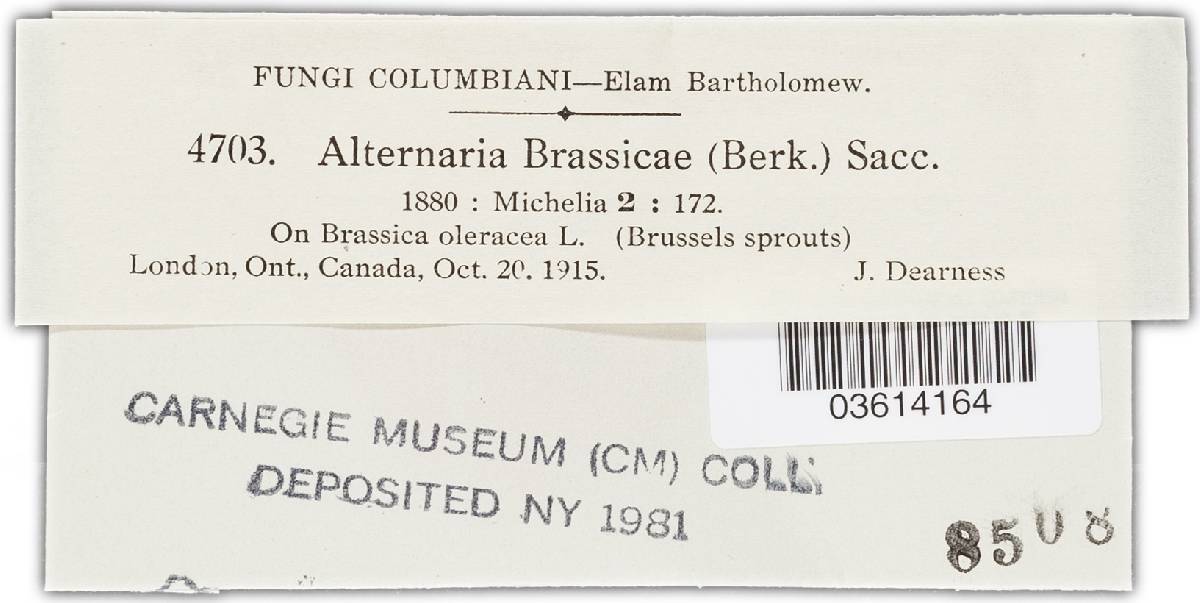 FUNGI COLUMBIANI—Elam Bartholomew.
4703. Alternaria Brassicae (Berk.) Sacc.
1880 : Michelia 2 : 172.
On Brassica oleracea L. (Brussels sprouts)
London, Ont., Canada, Oct. 20. 1915. J. Dearness
03614164
CARNEGIE MUSEUM (CM) COLL.
DEPOSITED NY 1981
8508